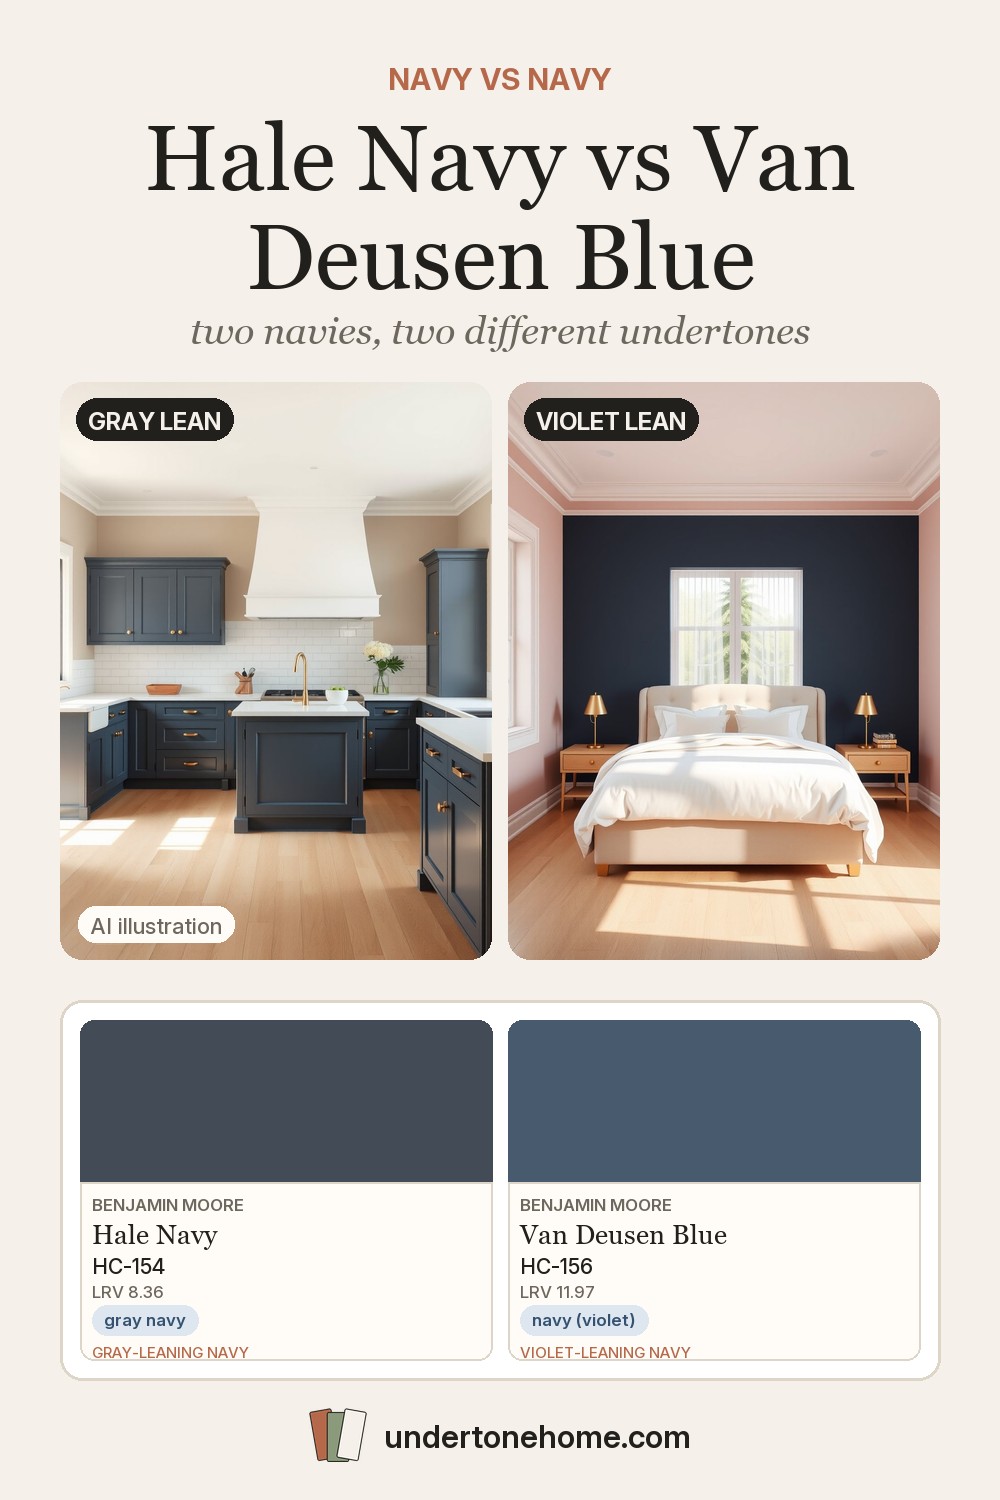 NAVY VS NAVY
Hale Navy vs Van
Deusen Blue
two navies, two different undertones
GRAY LEAN
VIOLET LEAN
AI illustration
BENJAMIN MOORE
Hale Navy
HC-154
LRV 8.36
gray navy
GRAY-LEANING NAVY
BENJAMIN MOORE
Van Deusen Blue
HC-156
LRV 11.97
navy (violet)
VIOLET-LEANING NAVY
undertonehome.com